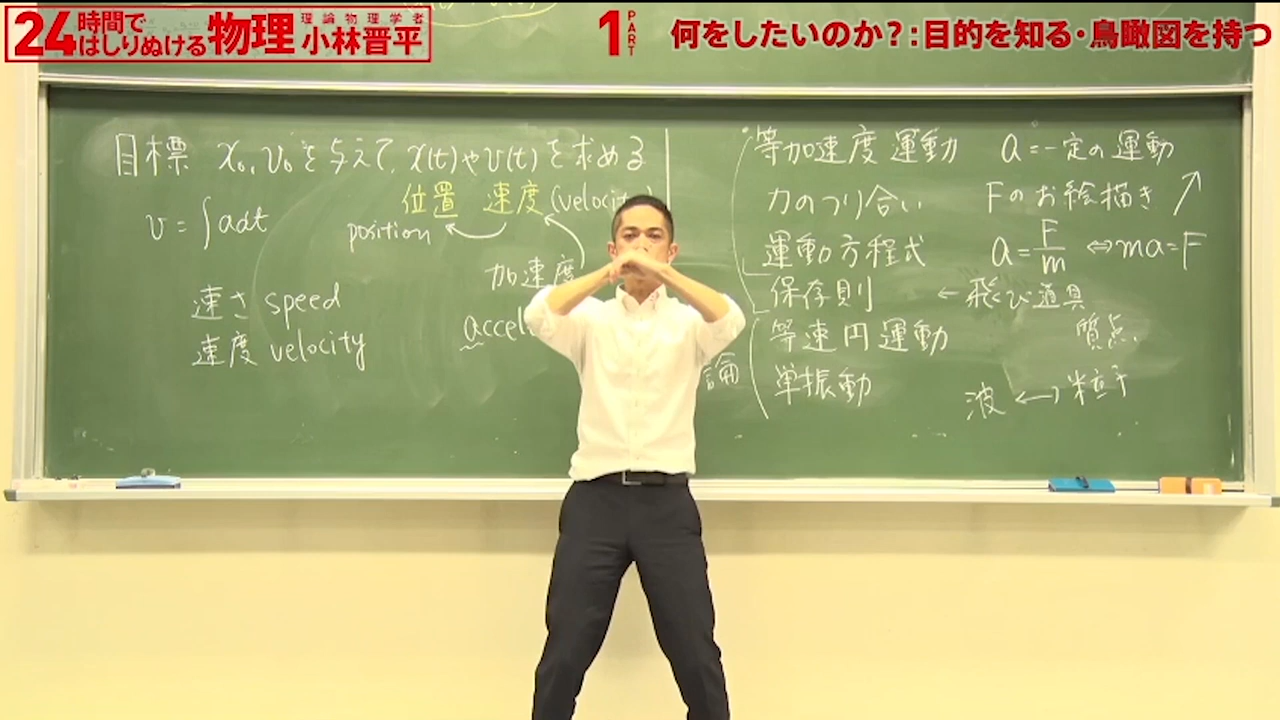 24時間ではしりぬける物理
理論物理学者
小林晋平
1 PART
何をしたいのか？：目的を知る・鳥瞰図を持つ
目標 x₀, v₀ を与えて, x(t)や v(t) を求める
位置 速度 (velocit
position
v = ∫adt
加速度
accel
速さ speed
速度 velocity
等加速度運動 a = 一定の運動
力のつり合い Fのお絵描き
運動方程式 a = F/m ⇔ ma = F
保存則 ← 飛び道具
等速円運動 質点
論
単振動
波 ↔ 粒子